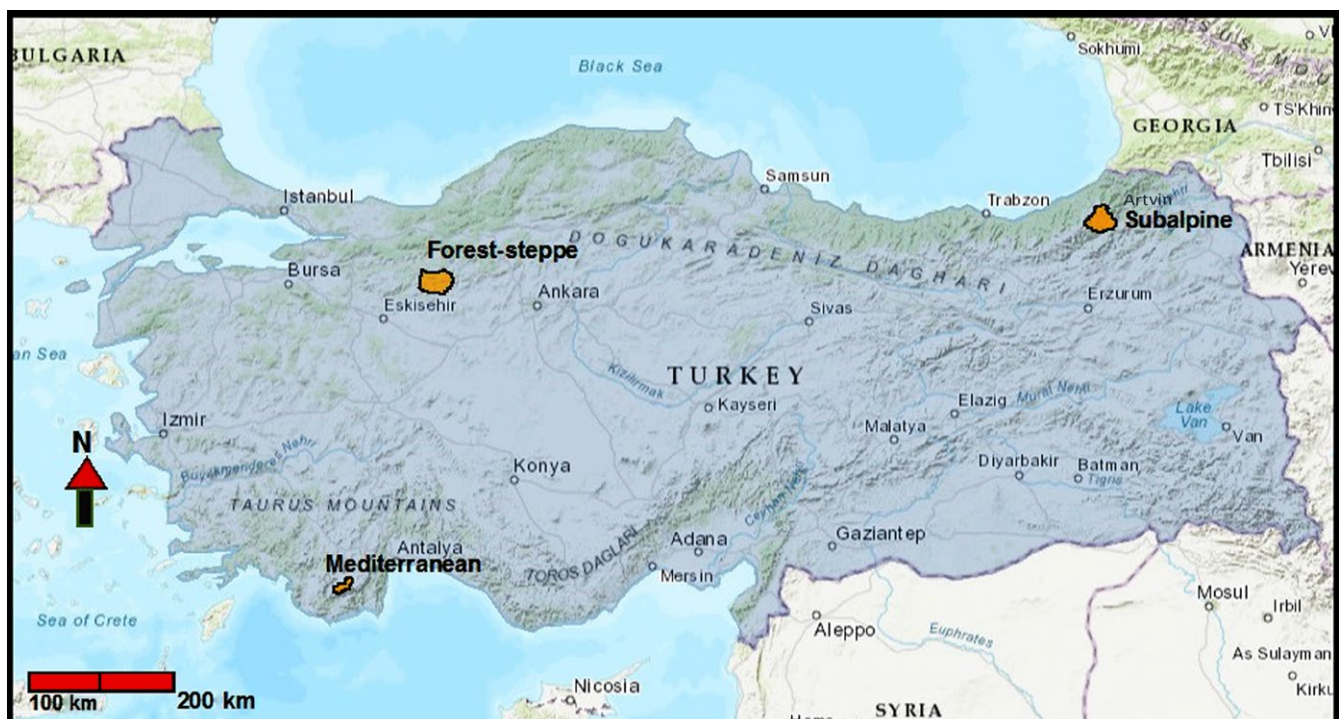 BULGARIA
Black Sea
Sokhumi
TS'Khin
GEORGIA
Tbilisi
Istanbul
Samsun
Trabzon
Artvin
Subalpine
ARMENIA
Yerev
Forest-steppe
DOGUKARADENIZ DAGHARI
Bursa
Eskisehir
Ankara
Sivas
Erzurum
an Sea
TURKEY
Kizilirmak
Kayseri
Elazig
Murat Nehri
Lake
Van
Van
Izmir
Malatya
N
Buyukmenderes Nehri
Konya
Diyarbakir
Batman
Tigris
TAURUS MOUNTAINS
Ceyhan Nehri
Gaziantep
Adana
Antalya
Mediterranean
TOROS DAGLARI
Mersin
Mosul
Irbil
Sea of Crete
Aleppo
Euphrates
As Sulayman
100 km
200 km
Nicosia
Kirku
SYRIA